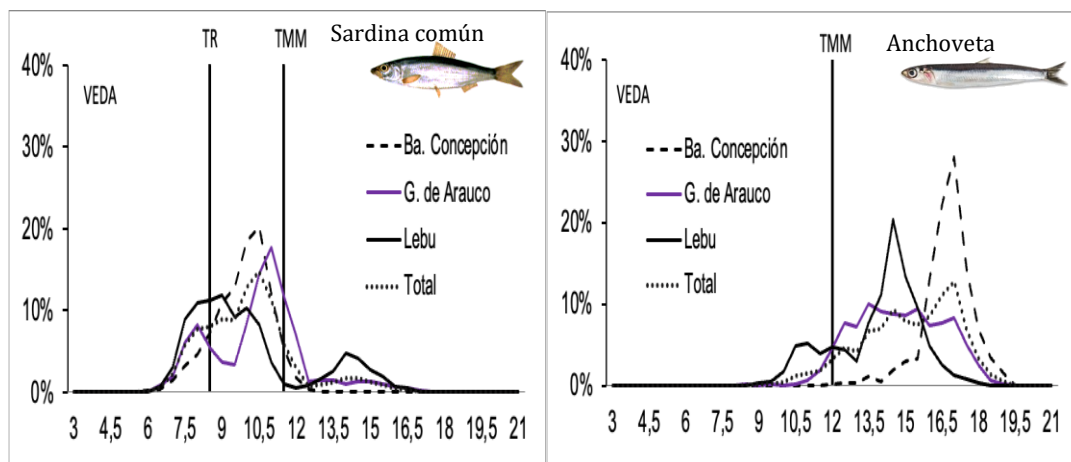 TR
TMM
Sardina común
40%
VEDA
30%
Ba. Concepción
G. de Arauco
20%
Lebu
Total
10%
0%
3 4,5 6 7,5 9 10,5 12 13,5 15 16,5 18 19,5 21
TMM
Anchoveta
40%
VEDA
30%
Ba. Concepción
G. de Arauco
20%
Lebu
Total
10%
0%
3 4,5 6 7,5 9 10,5 12 13,5 15 16,5 18 19,5 21